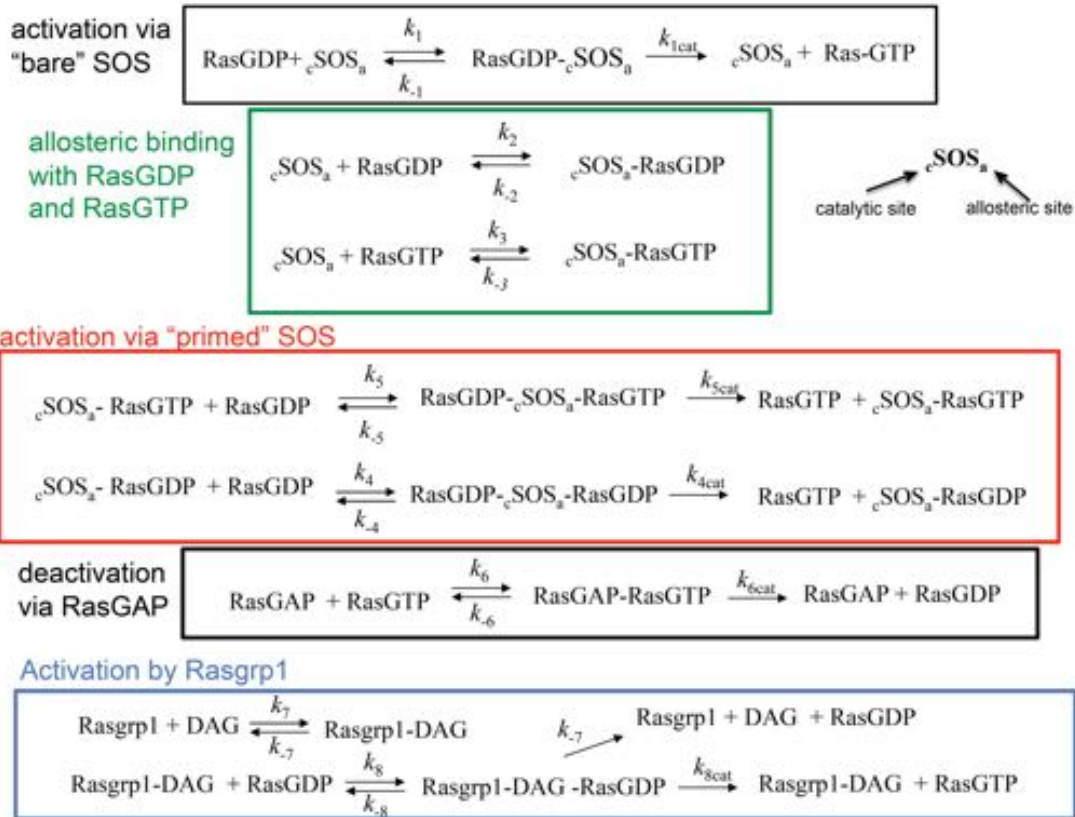 activation via
"bare" SOS
k₁
RasGDP+ cSOSₐ ⇌ RasGDP-cSOSₐ k1cat → cSOSₐ + Ras-GTP
k₋₁
allosteric binding
with RasGDP
and RasGTP
k₂
cSOSₐ + RasGDP ⇌ cSOSₐ-RasGDP
k₋₂
k₃
cSOSₐ + RasGTP ⇌ cSOSₐ-RasGTP
k₋₃
cSOSₐ
catalytic site allosteric site
activation via "primed" SOS
k₅
cSOSₐ- RasGTP + RasGDP ⇌ RasGDP-cSOSₐ-RasGTP k5cat → RasGTP + cSOSₐ-RasGTP
k₋₅
k₄
cSOSₐ- RasGDP + RasGDP ⇌ RasGDP-cSOSₐ-RasGDP k4cat → RasGTP + cSOSₐ-RasGDP
k₋₄
deactivation
via RasGAP
k₆
RasGAP + RasGTP ⇌ RasGAP-RasGTP k6cat → RasGAP + RasGDP
k₋₆
Activation by Rasgrp1
k₇
Rasgrp1 + DAG ⇌ Rasgrp1-DAG
k₋₇
k₋₇ Rasgrp1 + DAG + RasGDP
k₈
Rasgrp1-DAG + RasGDP ⇌ Rasgrp1-DAG -RasGDP k8cat → Rasgrp1-DAG + RasGTP
k₋₈